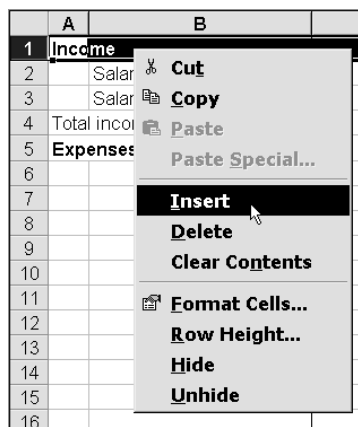 A B
1 Income
2 Salar
3 Salar
4 Total incor
5 Expenses
6
7
8
9
10
11
12
13
14
15
16
Cut
Copy
Paste
Paste Special...
Insert
Delete
Clear Contents
Format Cells...
Row Height...
Hide
Unhide